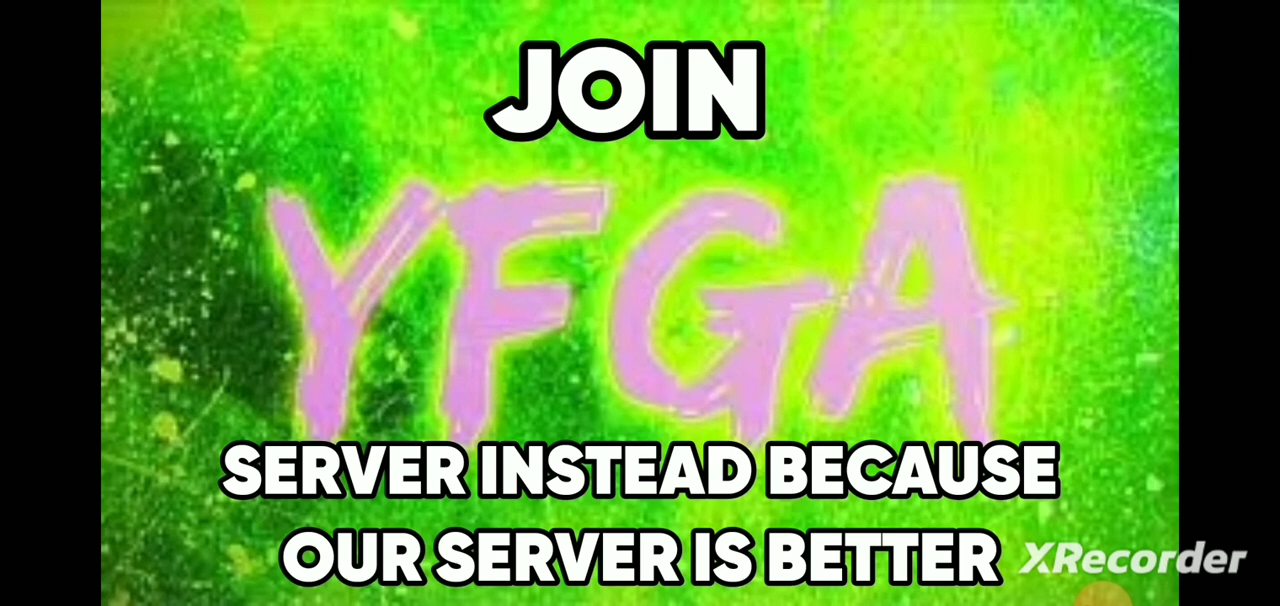 JOIN
YFGA
SERVER INSTEAD BECAUSE
OUR SERVER IS BETTER
XRecorder